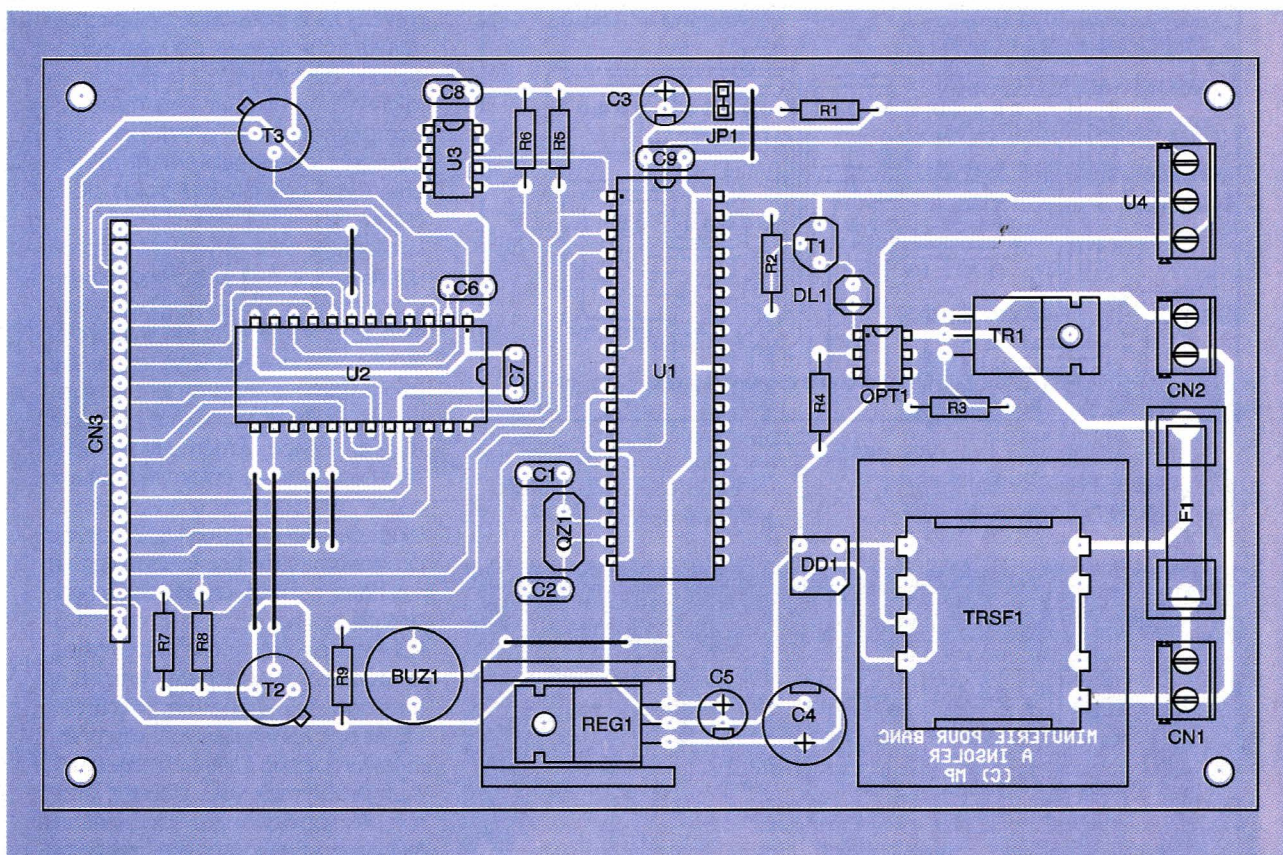 C8
C3
T3
R6
R5
JP1
R1
U3
C9
U4
R2
T1
C6
DL1
TR1
U2
C7
U1
R4
OPT1
R3
CN2
CN3
C1
QZ1
F1
C2
DD1
TRSF1
R7
R8
T2
R9
BUZ1
C5
REG1
C4
CN1
MINUTERIE POUR BANC
A INSOLER
(C) MP